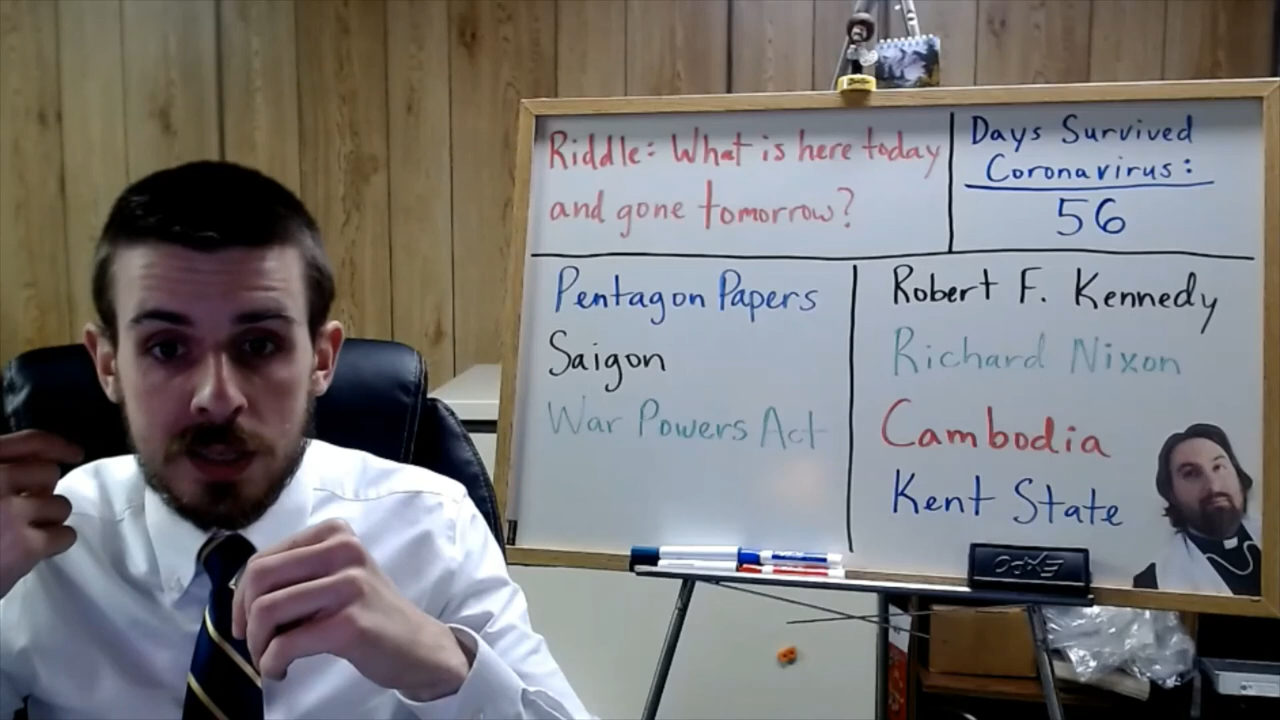 Riddle: What is here today
and gone tomorrow?
Days Survived
Coronavirus:
56
Pentagon Papers
Saigon
War Powers Act
Robert F. Kennedy
Richard Nixon
Cambodia
Kent State
EXPO